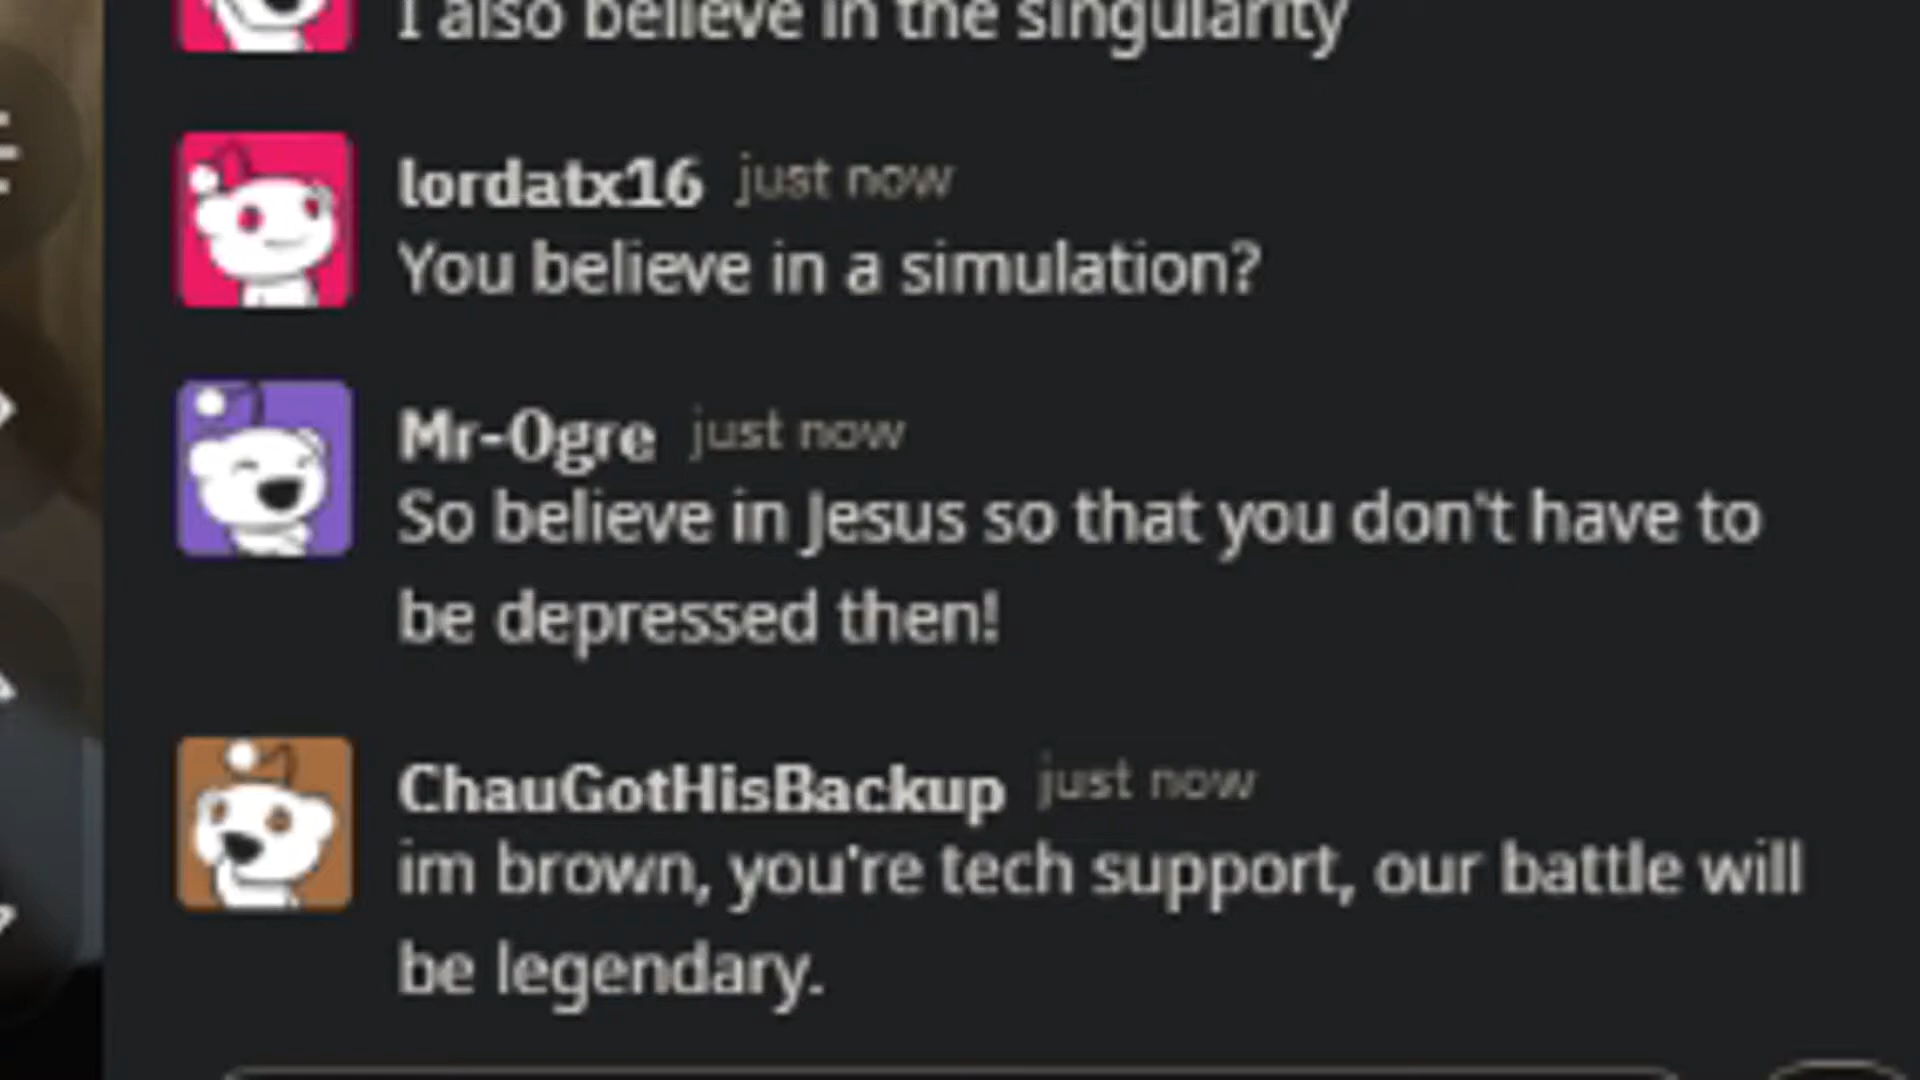 I also believe in the singularity
lordatx16 just now
You believe in a simulation?
Mr-Ogre just now
So believe in Jesus so that you don't have to
be depressed then!
ChauGotHisBackup just now
im brown, you're tech support, our battle will
be legendary.